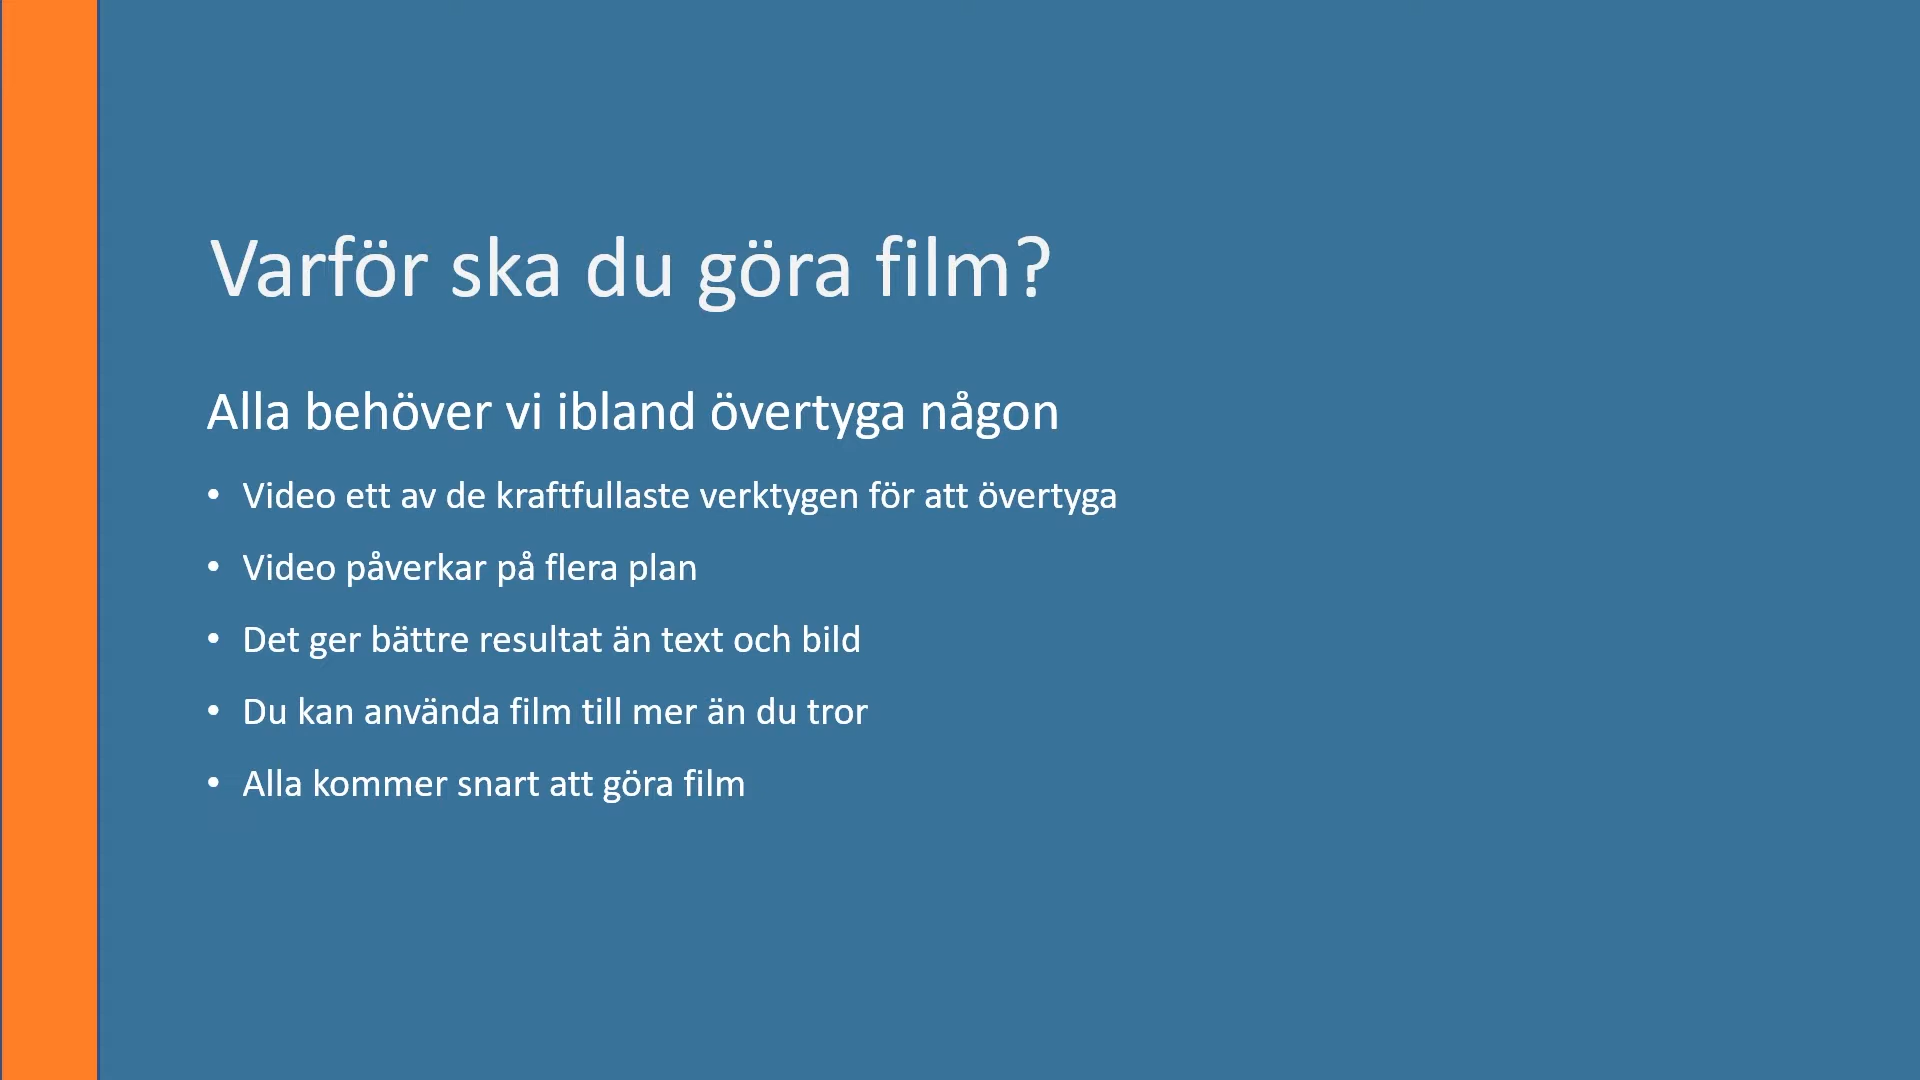 Varför ska du göra film?
Alla behöver vi ibland övertyga någon
• Video ett av de kraftfullaste verktygen för att övertyga
• Video påverkar på flera plan
• Det ger bättre resultat än text och bild
• Du kan använda film till mer än du tror
• Alla kommer snart att göra film